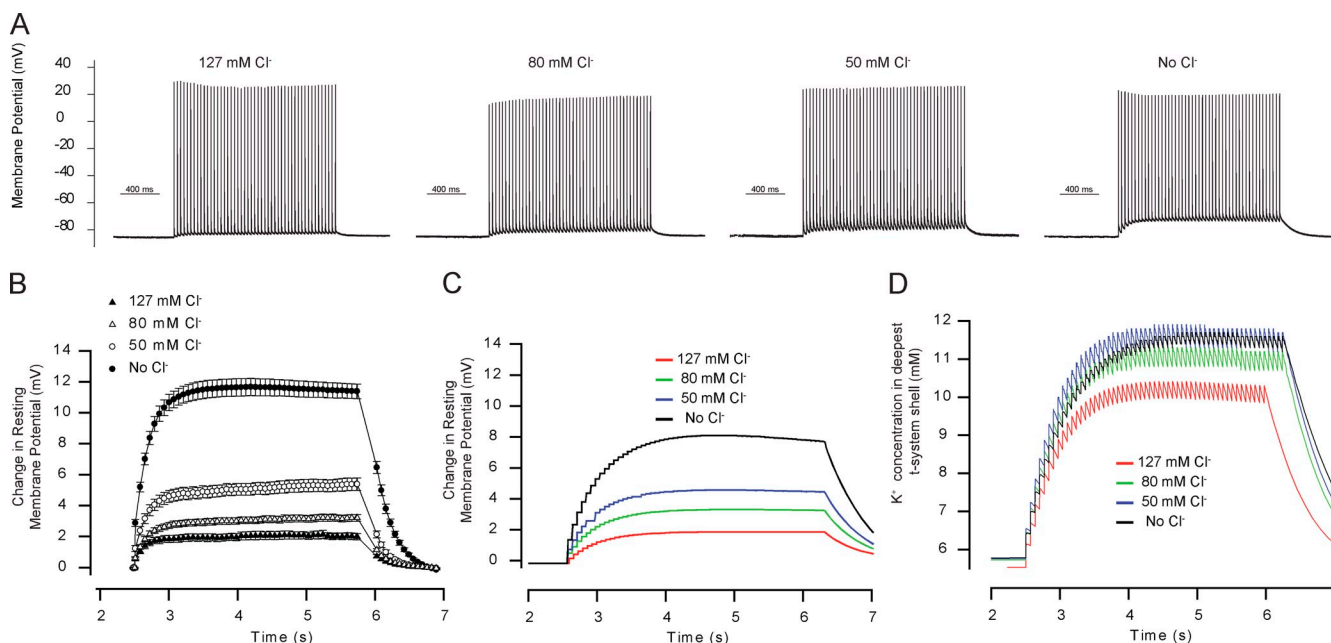 A
127 mM Cl-
80 mM Cl-
50 mM Cl-
No Cl-
Membrane Potential (mV)
40
20
0
-20
-40
-60
-80
400 ms
400 ms
400 ms
400 ms
B
127 mM Cl-
80 mM Cl-
50 mM Cl-
No Cl-
Change in Resting
Membrane Potential (mV)
14
12
10
8
6
4
2
0
2 3 4 5 6 7
Time (s)
C
127 mM Cl-
80 mM Cl-
50 mM Cl-
No Cl-
Change in Resting
Membrane Potential (mV)
14
12
10
8
6
4
2
0
2 3 4 5 6 7
Time (s)
D
K+ concentration in deepest
t-system shell (mM)
12
11
10
9
8
7
6
127 mM Cl-
80 mM Cl-
50 mM Cl-
No Cl-
2 3 4 5 6
Time (s)